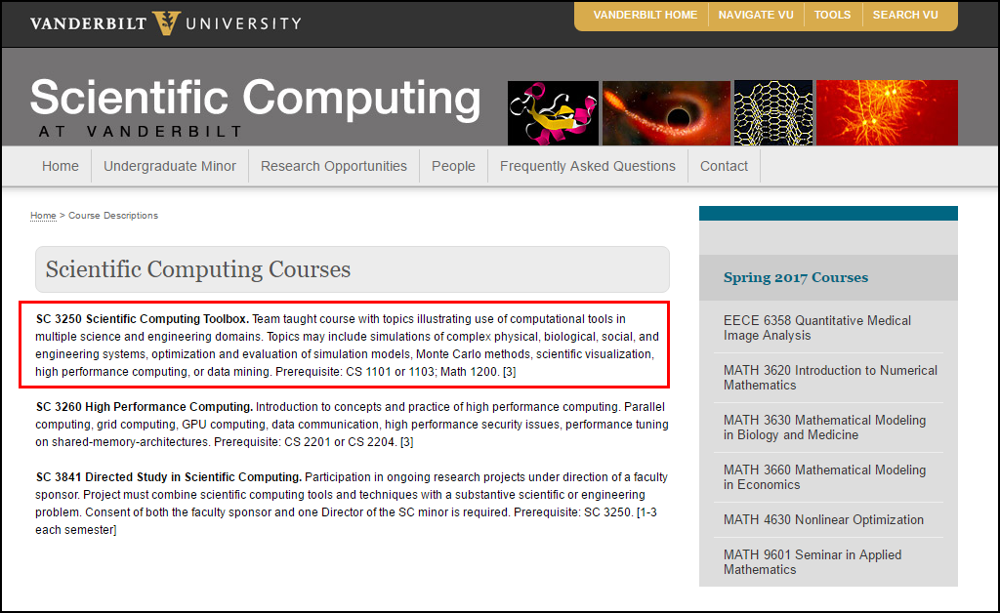 VANDERBILT UNIVERSITY
VANDERBILT HOME NAVIGATE VU TOOLS SEARCH VU
Scientific Computing
AT VANDERBILT
Home Undergraduate Minor Research Opportunities People Frequently Asked Questions Contact
Home > Course Descriptions
Scientific Computing Courses
SC 3250 Scientific Computing Toolbox. Team taught course with topics illustrating use of computational tools in
multiple science and engineering domains. Topics may include simulations of complex physical, biological, social, and
engineering systems, optimization and evaluation of simulation models, Monte Carlo methods, scientific visualization,
high performance computing, or data mining. Prerequisite: CS 1101 or 1103; Math 1200. [3]
SC 3260 High Performance Computing. Introduction to concepts and practice of high performance computing. Parallel
computing, grid computing, GPU computing, data communication, high performance security issues, performance tuning
on shared-memory-architectures. Prerequisite: CS 2201 or CS 2204. [3]
SC 3841 Directed Study in Scientific Computing. Participation in ongoing research projects under direction of a faculty
sponsor. Project must combine scientific computing tools and techniques with a substantive scientific or engineering
problem. Consent of both the faculty sponsor and one Director of the SC minor is required. Prerequisite: SC 3250. [1-3
each semester]
Spring 2017 Courses
EECE 6358 Quantitative Medical
Image Analysis
MATH 3620 Introduction to Numerical
Mathematics
MATH 3630 Mathematical Modeling
in Biology and Medicine
MATH 3660 Mathematical Modeling
in Economics
MATH 4630 Nonlinear Optimization
MATH 9601 Seminar in Applied
Mathematics